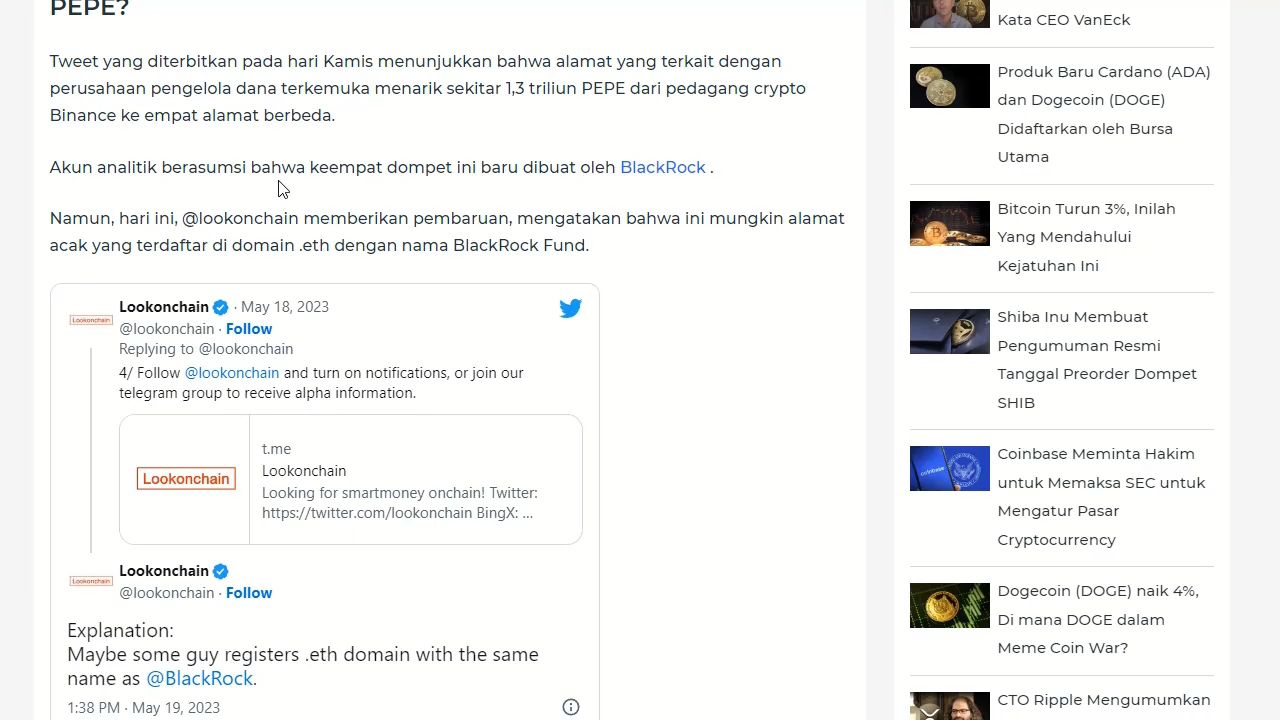 PEPE?
Tweet yang diterbitkan pada hari Kamis menunjukkan bahwa alamat yang terkait dengan
perusahaan pengelola dana terkemuka menarik sekitar 1,3 triliun PEPE dari pedagang crypto
Binance ke empat alamat berbeda.
Akun analitik berasumsi bahwa keempat dompet ini baru dibuat oleh BlackRock .
Namun, hari ini, @lookonchain memberikan pembaruan, mengatakan bahwa ini mungkin alamat
acak yang terdaftar di domain .eth dengan nama BlackRock Fund.
Lookonchain
Lookonchain · May 18, 2023
@lookonchain · Follow
Replying to @lookonchain
4/ Follow @lookonchain and turn on notifications, or join our
telegram group to receive alpha information.
Lookonchain
t.me
Lookonchain
Looking for smartmoney onchain! Twitter:
https://twitter.com/lookonchain BingX: ...
Lookonchain
Lookonchain
@lookonchain · Follow
Explanation:
Maybe some guy registers .eth domain with the same
name as @BlackRock.
1:38 PM · May 19, 2023
Kata CEO VanEck
Produk Baru Cardano (ADA)
dan Dogecoin (DOGE)
Didaftarkan oleh Bursa
Utama
Bitcoin Turun 3%, Inilah
Yang Mendahului
Kejatuhan Ini
Shiba Inu Membuat
Pengumuman Resmi
Tanggal Preorder Dompet
SHIB
coinbase
Coinbase Meminta Hakim
untuk Memaksa SEC untuk
Mengatur Pasar
Cryptocurrency
Dogecoin (DOGE) naik 4%,
Di mana DOGE dalam
Meme Coin War?
CTO Ripple Mengumumkan